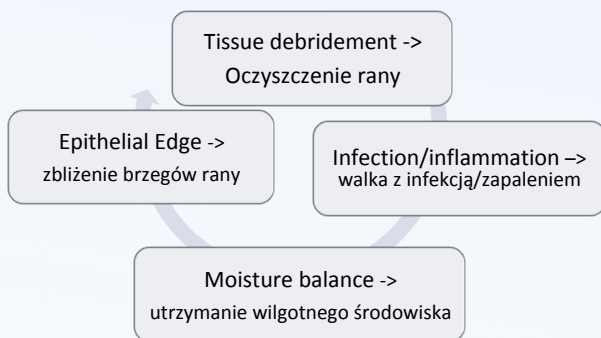 Tissue debridement ->
Oczyszczenie rany
Infection/inflammation –>
walka z infekcją/zapaleniem
Moisture balance ->
utrzymanie wilgotnego środowiska
Epithelial Edge ->
zbliżenie brzegów rany